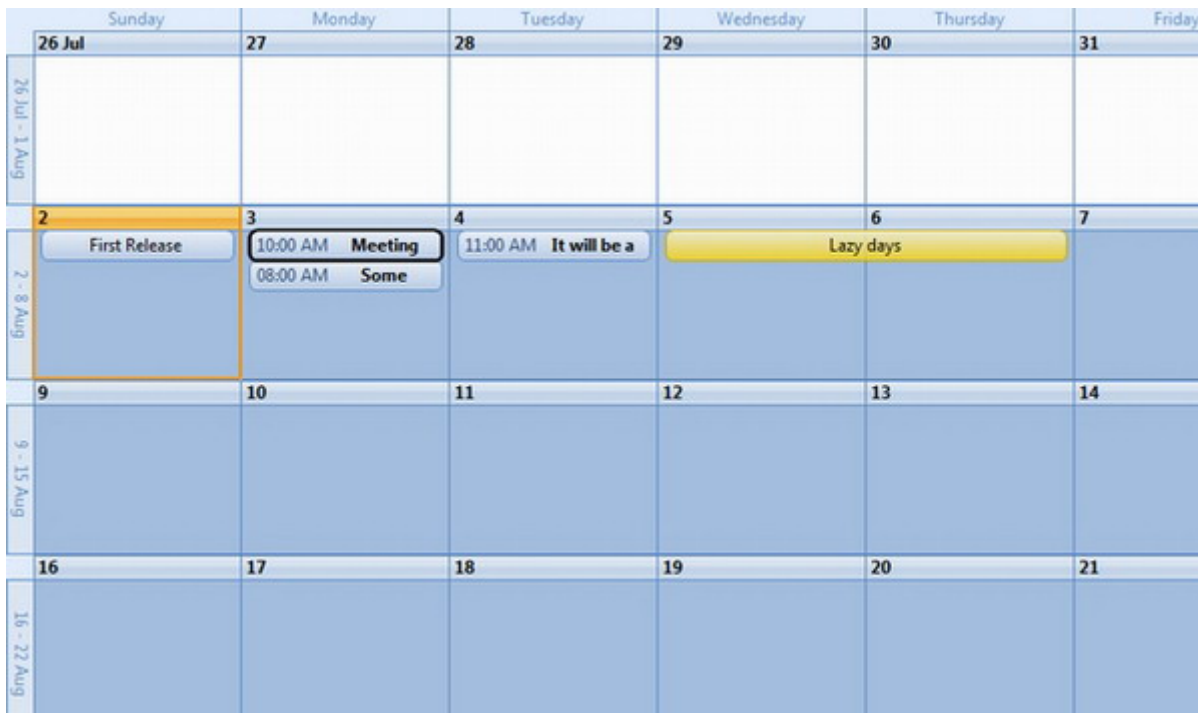 Sunday Monday Tuesday Wednesday Thursday Friday
26 Jul 27 28 29 30 31
26 Jul - 1 Aug
2 3 4 5 6 7
First Release 10:00 AM Meeting 11:00 AM It will be a Lazy days
08:00 AM Some
2 - 8 Aug
9 10 11 12 13 14
9 - 15 Aug
16 17 18 19 20 21
16 - 22 Aug